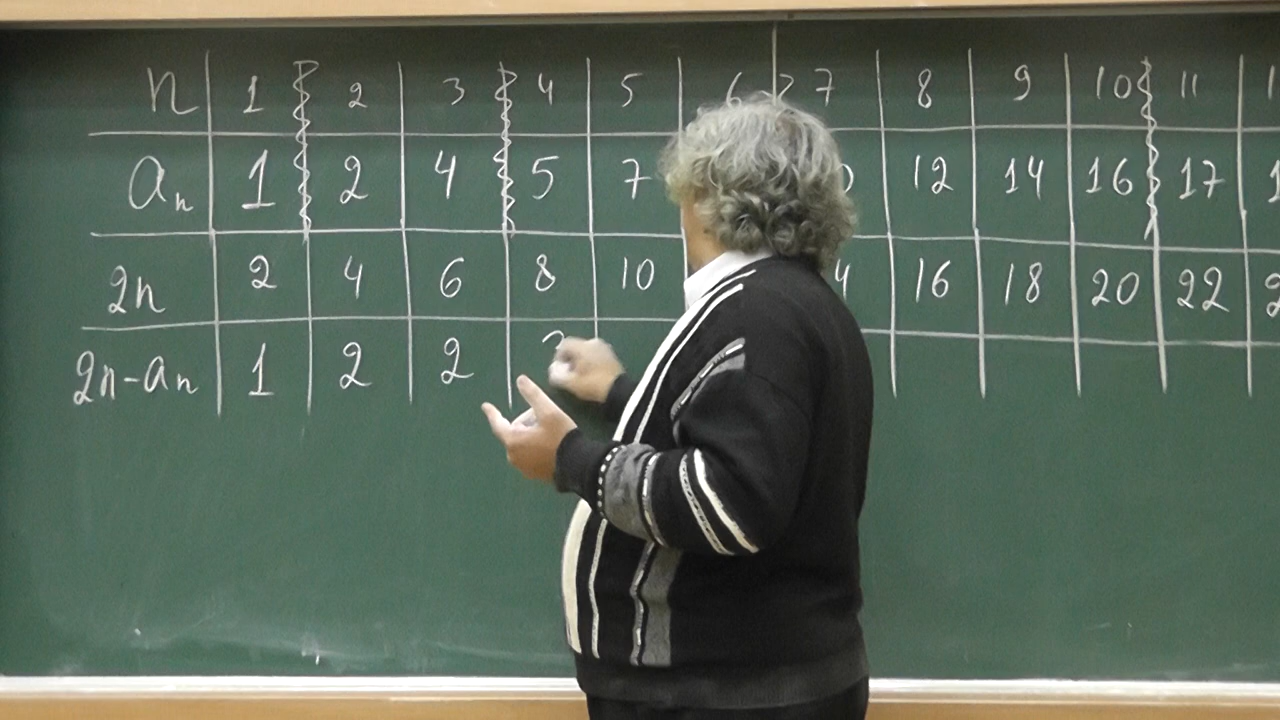 n 1 2 3 4 5 6 7 8 9 10 11
aₙ 1 2 4 5 7 12 14 16 17
2n 2 4 6 8 10 16 18 20 22
2n-aₙ 1 2 2